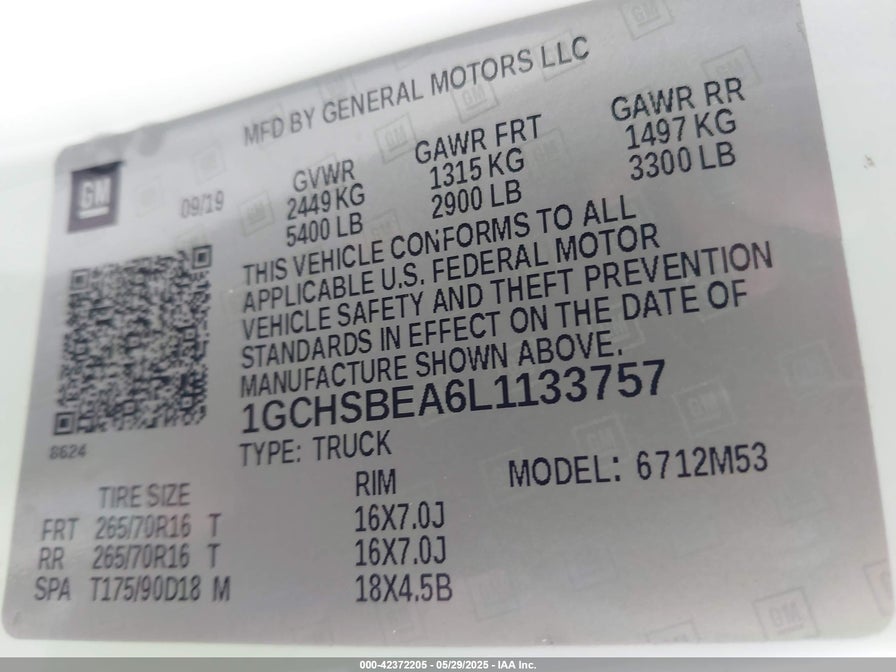 MFD BY GENERAL MOTORS LLC
GM
09/19
GVWR GAWR FRT GAWR RR
2449 KG 1315 KG 1497 KG
5400 LB 2900 LB 3300 LB
THIS VEHICLE CONFORMS TO ALL
APPLICABLE U.S. FEDERAL MOTOR
VEHICLE SAFETY AND THEFT PREVENTION
STANDARDS IN EFFECT ON THE DATE OF
MANUFACTURE SHOWN ABOVE.
1GCHSBEA6L1133757
8624
TYPE: TRUCK MODEL: 6712M53
TIRE SIZE RIM
FRT 265/70R16 T 16X7.0J
RR 265/70R16 T 16X7.0J
SPA T175/90D18 M 18X4.5B
000-42372205 - 05/29/2025 - IAA Inc.